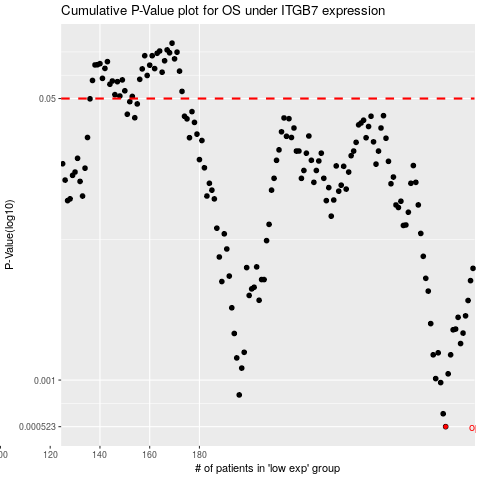 Cumulative P-Value plot for OS under ITGB7 expression
P-Value(log10)
0.05
0.001
0.000523
00 120 140 160 180
# of patients in 'low exp' group